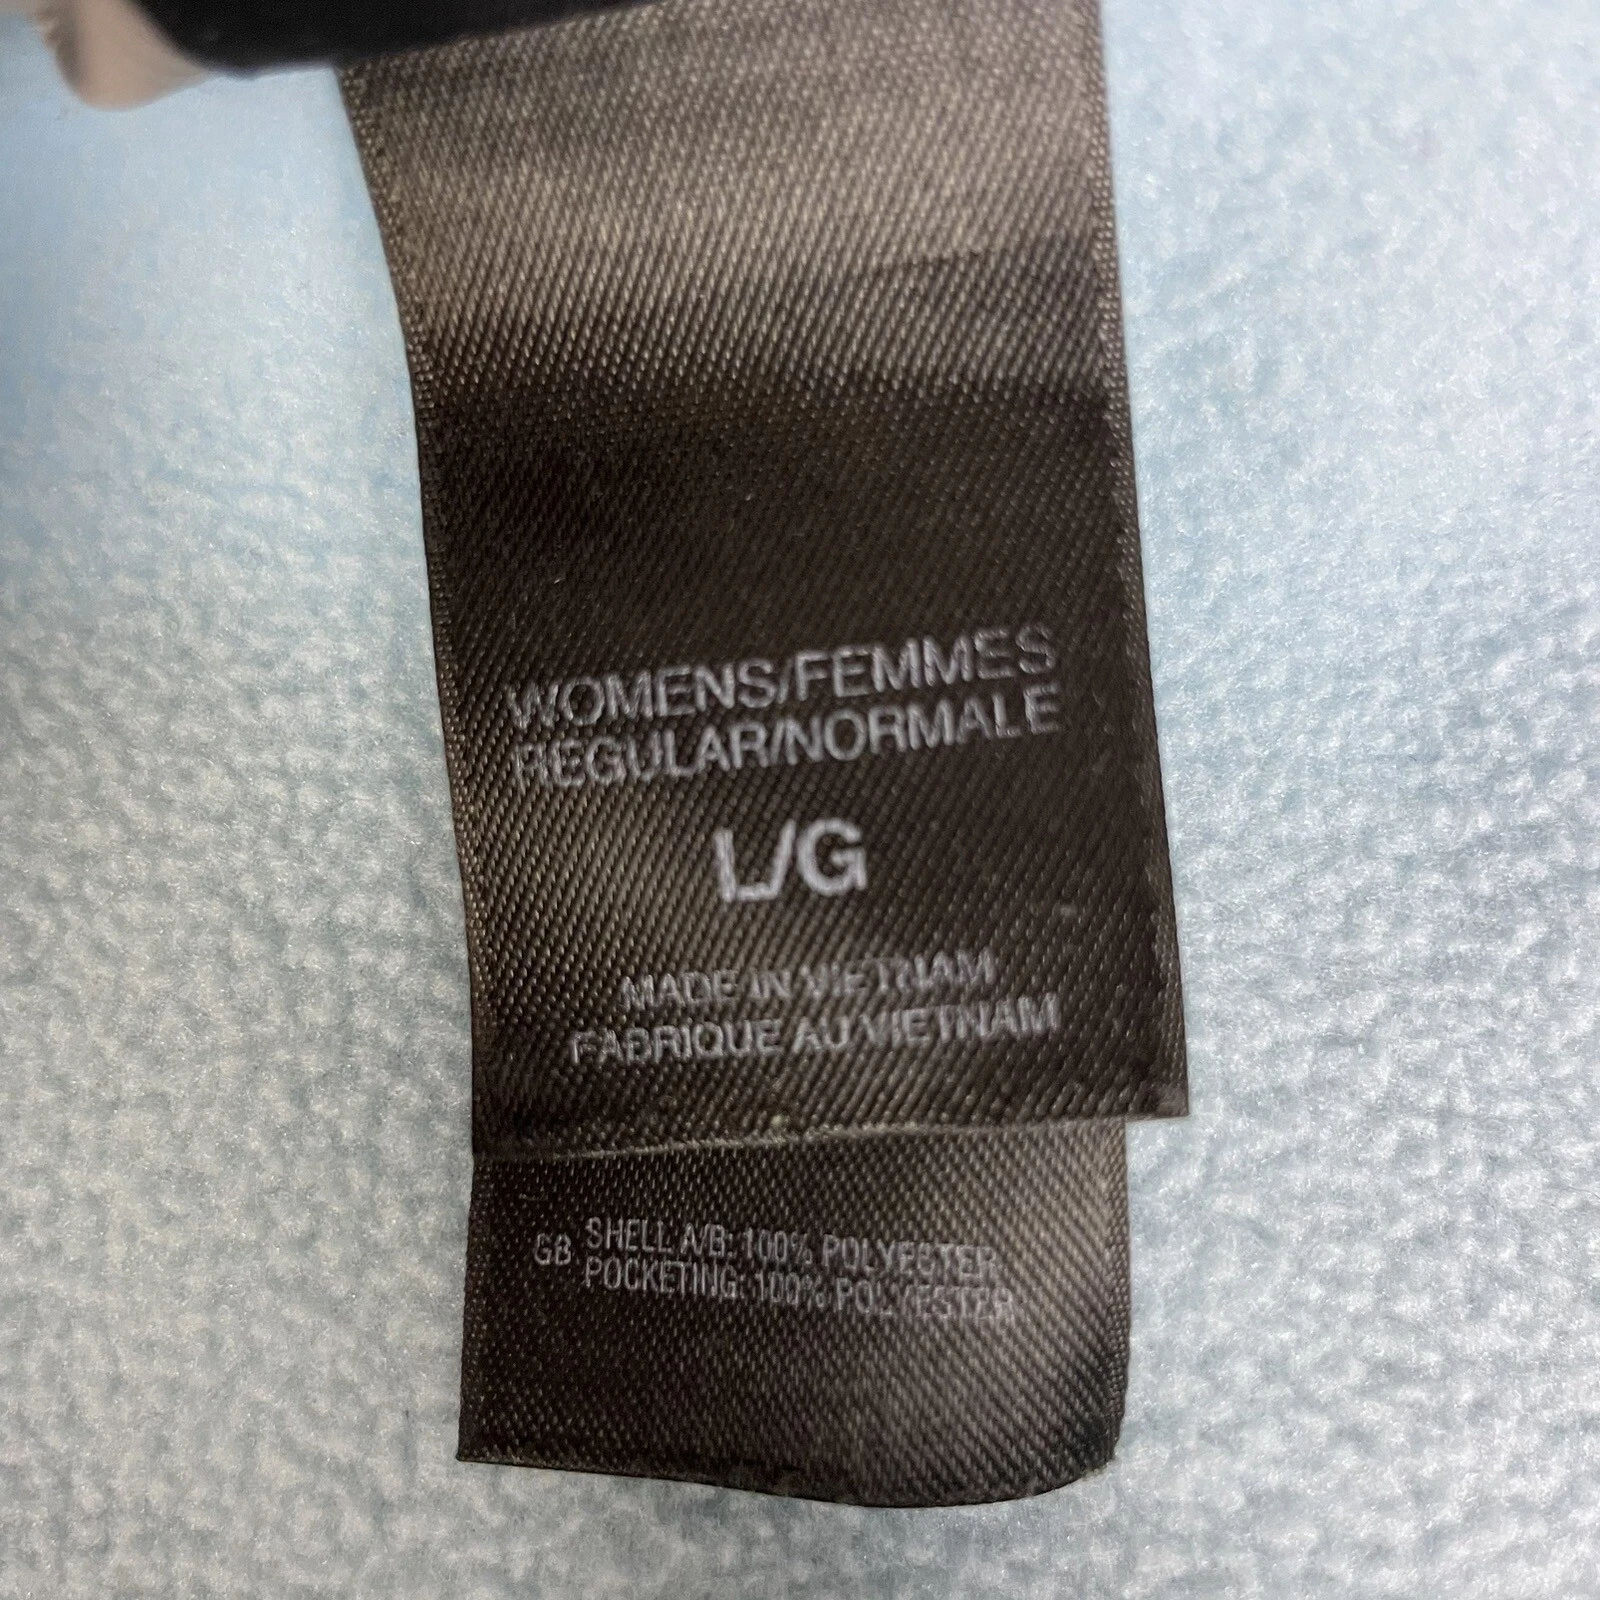 WOMENS/FEMMES
REGULAR/NORMALE
L/G
MADE IN VIETNAM
FABRIQUE AU VIETNAM
GB SHELL A/B: 100% POLYESTER
POCKETING: 100% POLYESTER